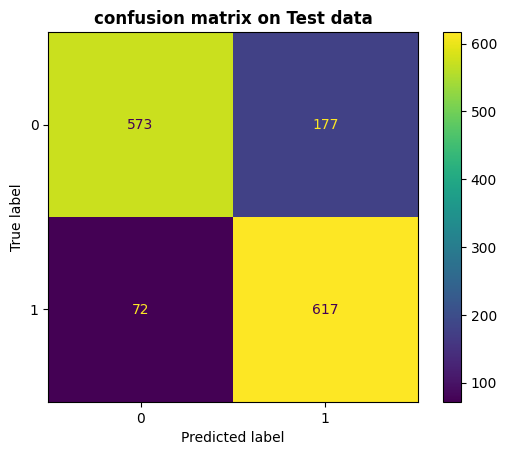 confusion matrix on Test data
600
0 573 177
500
400
True label
300
1 72 617
200
100
0 1
Predicted label